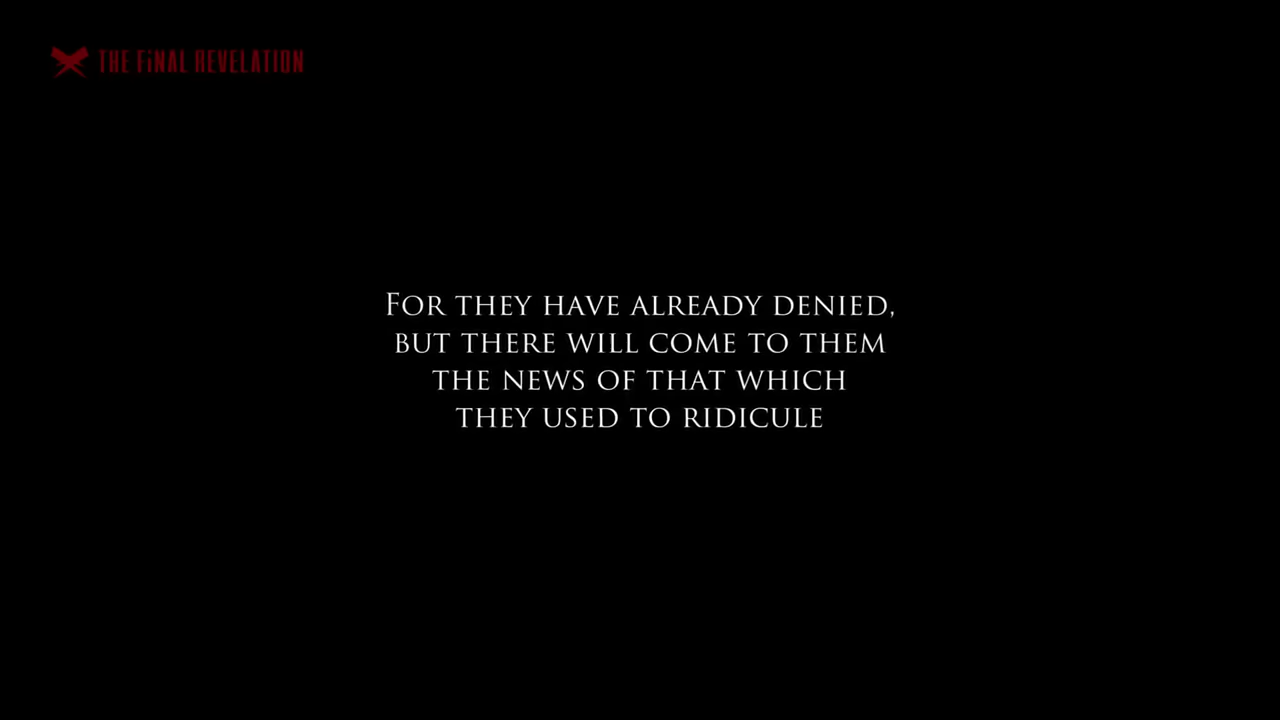 THE FiNAL REVELATION
For they have already denied,
but there will come to them
the news of that which
they used to ridicule